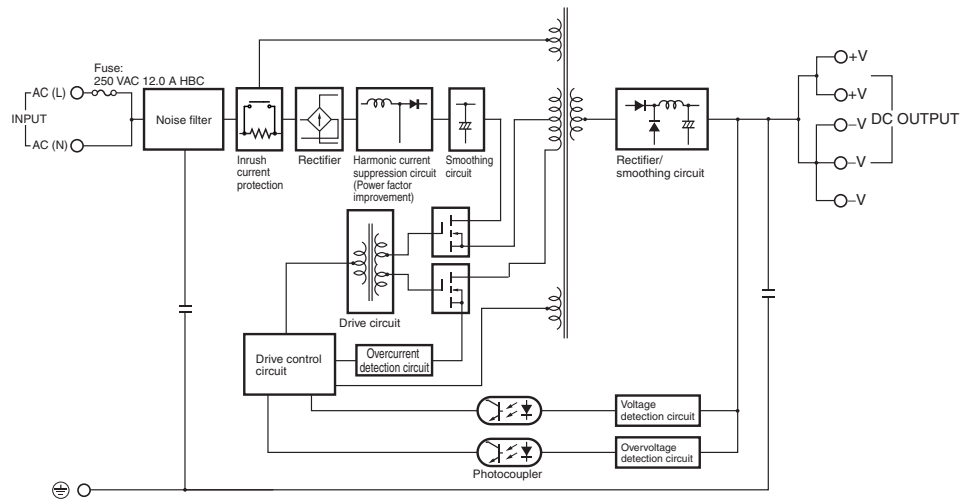 Fuse:
250 VAC 12.0 A HBC
AC (L)
INPUT
AC (N)
Noise filter
Inrush
current
protection
Rectifier
Harmonic current
suppression circuit
(Power factor
improvement)
Smoothing
circuit
Rectifier/
smoothing circuit
+V
+V
–V
DC OUTPUT
–V
–V
Drive circuit
Drive control
circuit
Overcurrent
detection circuit
Voltage
detection circuit
Overvoltage
detection circuit
Photocoupler